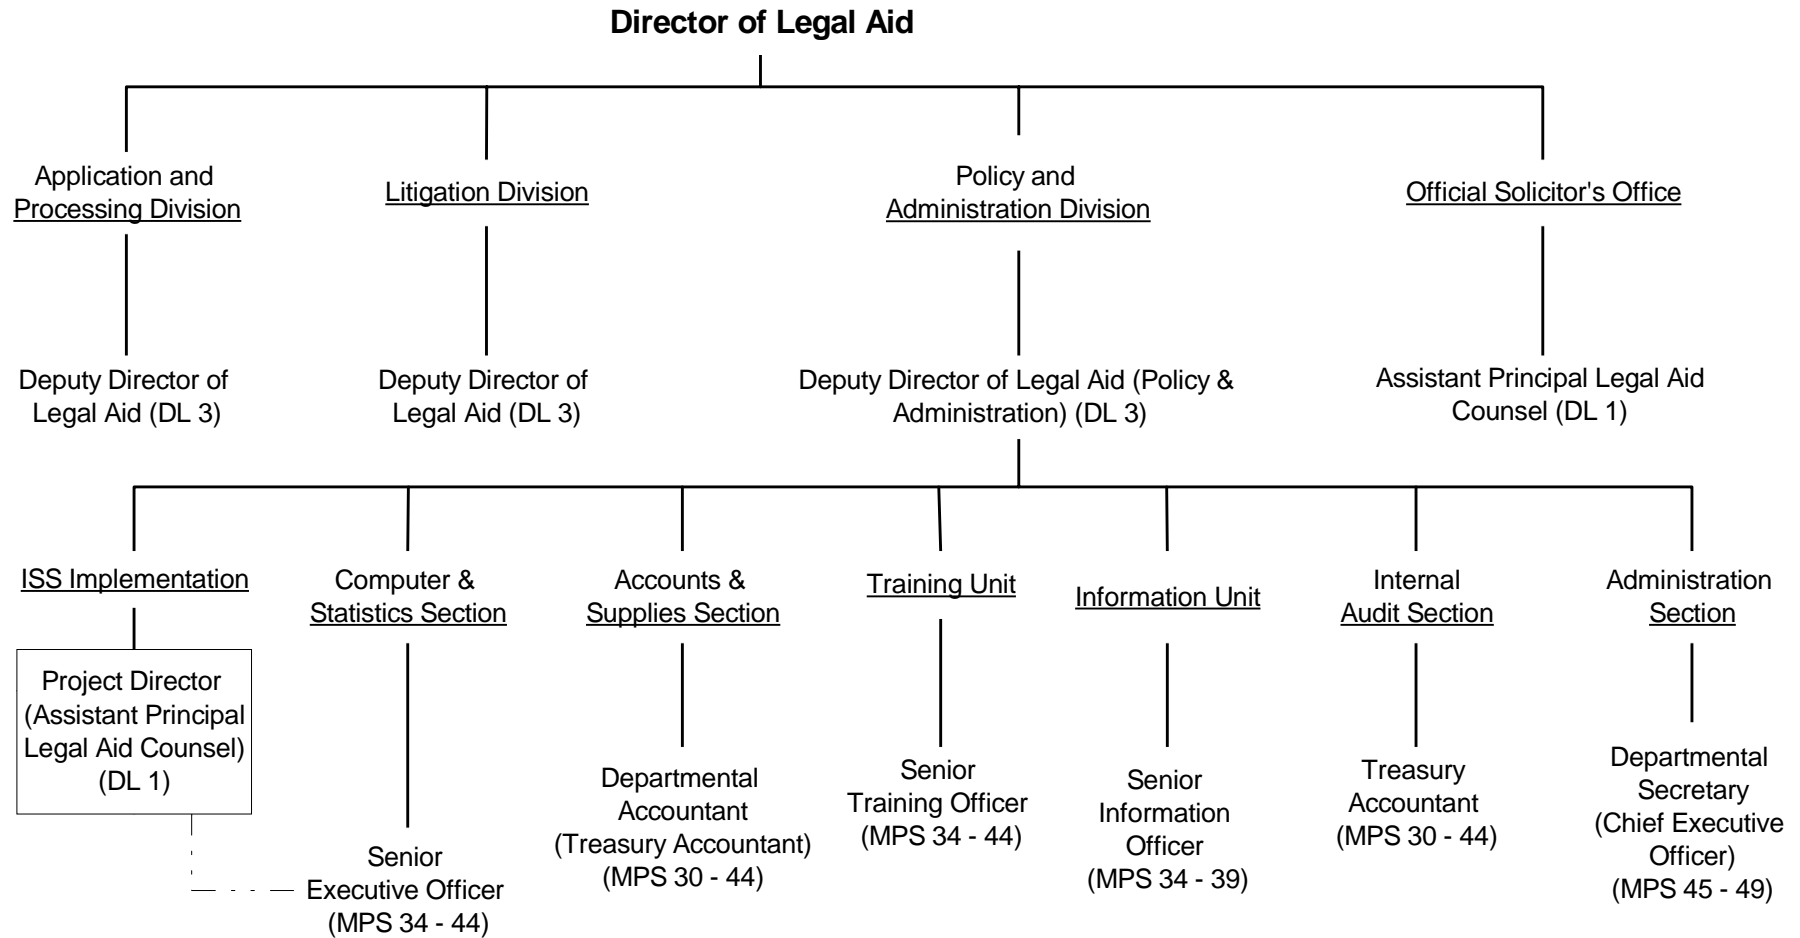 Director of Legal Aid
Application and
Processing Division
Litigation Division
Policy and
Administration Division
Official Solicitor's Office
Deputy Director of
Legal Aid (DL 3)
Deputy Director of
Legal Aid (DL 3)
Deputy Director of Legal Aid (Policy &
Administration) (DL 3)
Assistant Principal Legal Aid
Counsel (DL 1)
ISS Implementation
Computer &
Statistics Section
Accounts &
Supplies Section
Training Unit
Information Unit
Internal
Audit Section
Administration
Section
Project Director
(Assistant Principal
Legal Aid Counsel)
(DL 1)
Senior
Executive Officer
(MPS 34 - 44)
Departmental
Accountant
(Treasury Accountant)
(MPS 30 - 44)
Senior
Training Officer
(MPS 34 - 44)
Senior
Information
Officer
(MPS 34 - 39)
Treasury
Accountant
(MPS 30 - 44)
Departmental
Secretary
(Chief Executive
Officer)
(MPS 45 - 49)